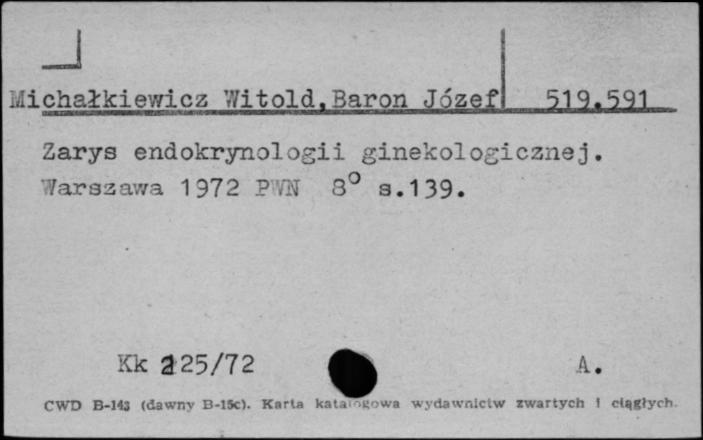 Michałkiewicz Witold, Baron Józef 519.591
Zarys endokrynologii ginekologicznej.
Warszawa 1972 PWN 8° s.139.
Kk 225/72 A.
CWD B-143 (dawny B-15c). Karta katalogowa wydawnictw zwartych i ciągłych.